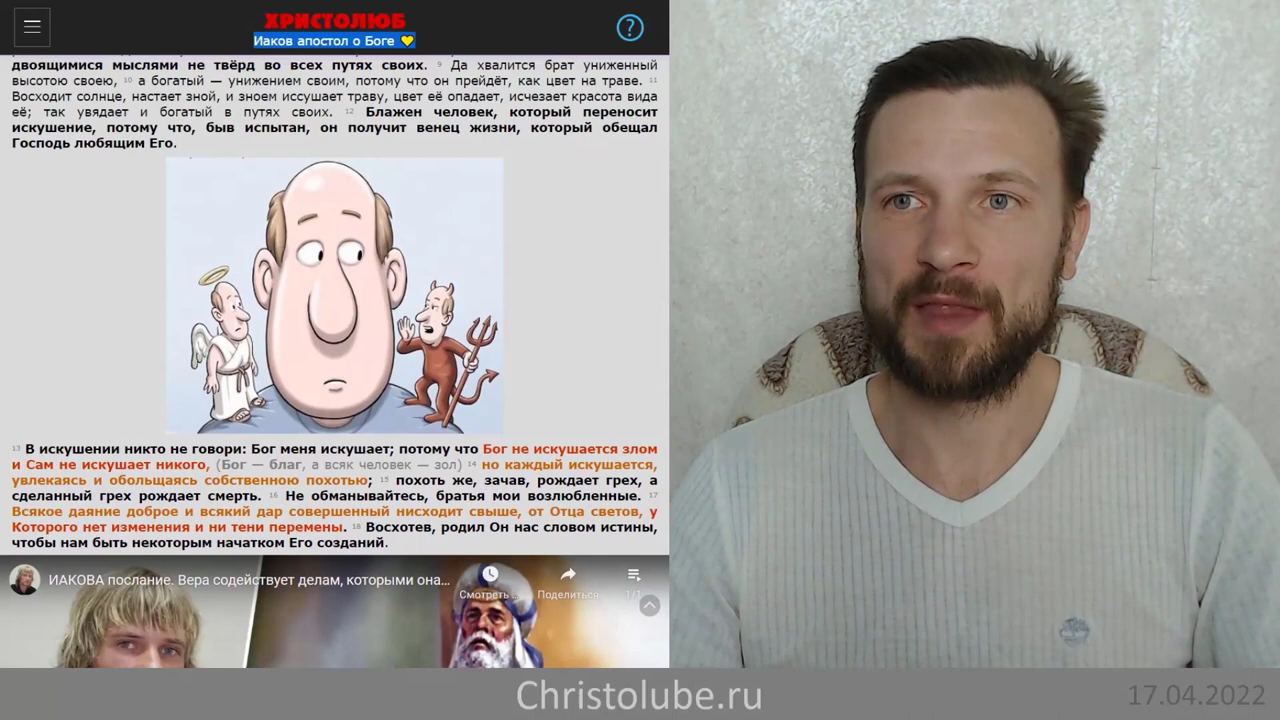 ХРИСТОЛЮБ
Иаков апостол о Боге 💛
?
двоящимися мыслями не твёрд во всех путях своих. 9 Да хвалится брат униженный
высотою своею, 10 а богатый — унижением своим, потому что он прейдёт, как цвет на траве. 11
Восходит солнце, настает зной, и зноем иссушает траву, цвет её опадает, исчезает красота вида
её; так увядает и богатый в путях своих. 12 Блажен человек, который переносит
искушение, потому что, быв испытан, он получит венец жизни, который обещал
Господь любящим Его.
13 В искушении никто не говори: Бог меня искушает; потому что Бог не искушается злом
и Сам не искушает никого, (Бог — благ, а всяк человек — зол) 14 но каждый искушается,
увлекаясь и обольщаясь собственною похотью; 15 похоть же, зачав, рождает грех, а
сделанный грех рождает смерть. 16 Не обманывайтесь, братья мои возлюбленные. 17
Всякое даяние доброе и всякий дар совершенный нисходит свыше, от Отца светов, у
Которого нет изменения и ни тени перемены. 18 Восхотев, родил Он нас словом истины,
чтобы нам быть некоторым начатком Его созданий.
ИАКОВА послание. Вера содействует делам, которыми она...
Смотреть ...
Поделиться
1/1
Christolube.ru
17.04.2022